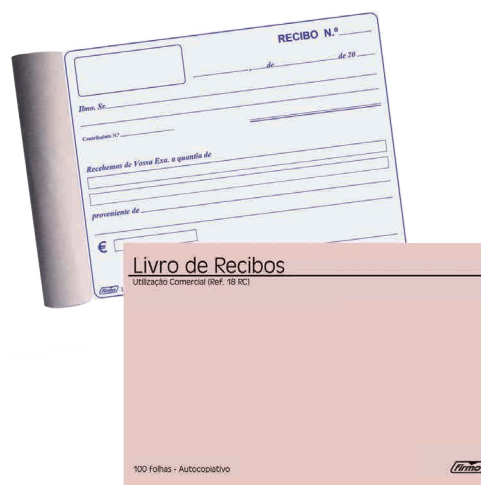 RECIBO N.º
, de de 20
Ilmo. Sr.
Contribuinte N.º
Recebemos de Vossa Exa. a quantia de
proveniente de
€
Firmo
Livro de Recibos
Utilização Comercial (Ref. 18 RC)
100 Folhas - Autocopiativo
Firmo